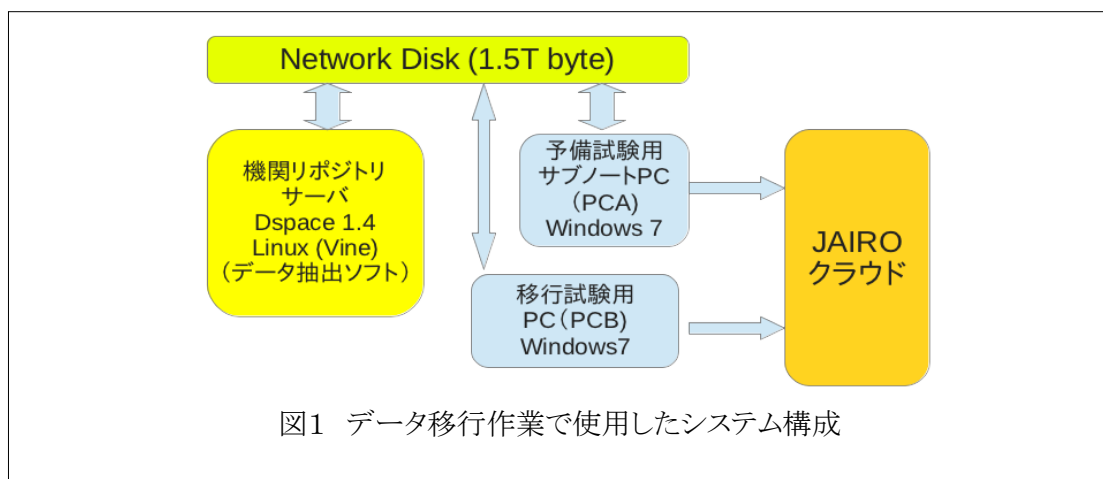 Network Disk (1.5T byte)
機関リポジトリ
サーバ
Dspace 1.4
Linux (Vine)
（データ抽出ソフト）
予備試験用
サブノートPC
（PCA）
Windows 7
移行試験用
PC（PCB）
Windows7
JAIRO
クラウド
図1　データ移行作業で使用したシステム構成